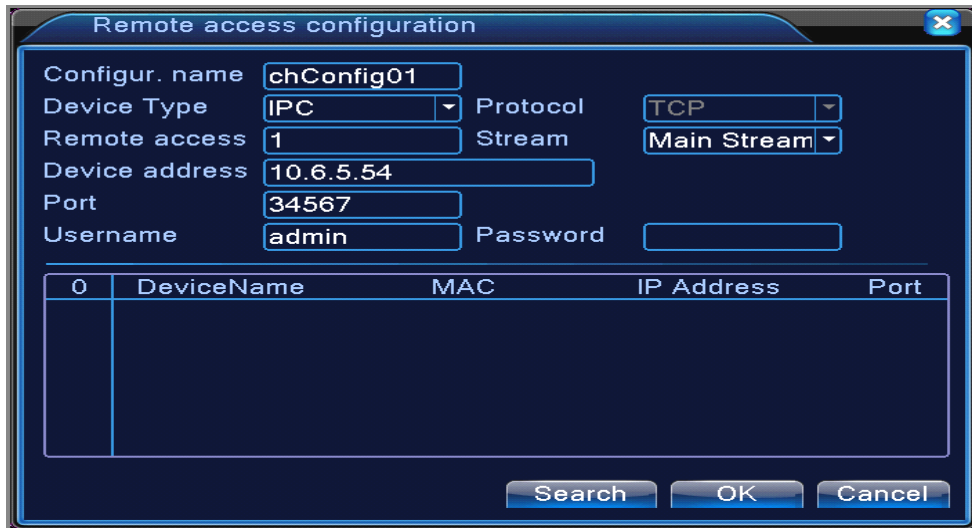 Remote access configuration
Configur. name chConfig01
Device Type IPC Protocol TCP
Remote access 1 Stream Main Stream
Device address 10.6.5.54
Port 34567
Username admin Password
0 DeviceName MAC IP Address Port
Search OK Cancel